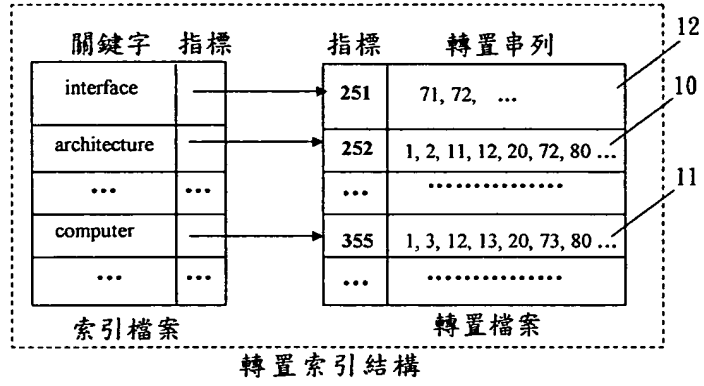 關鍵字 指標 指標 轉置串列 12
interface 251 71, 72, ... 10
architecture 252 1, 2, 11, 12, 20, 72, 80 ...
... ... ... ............... 11
computer 355 1, 3, 12, 13, 20, 73, 80 ...
... ... ... ...............
索引檔案 轉置檔案
轉置索引結構